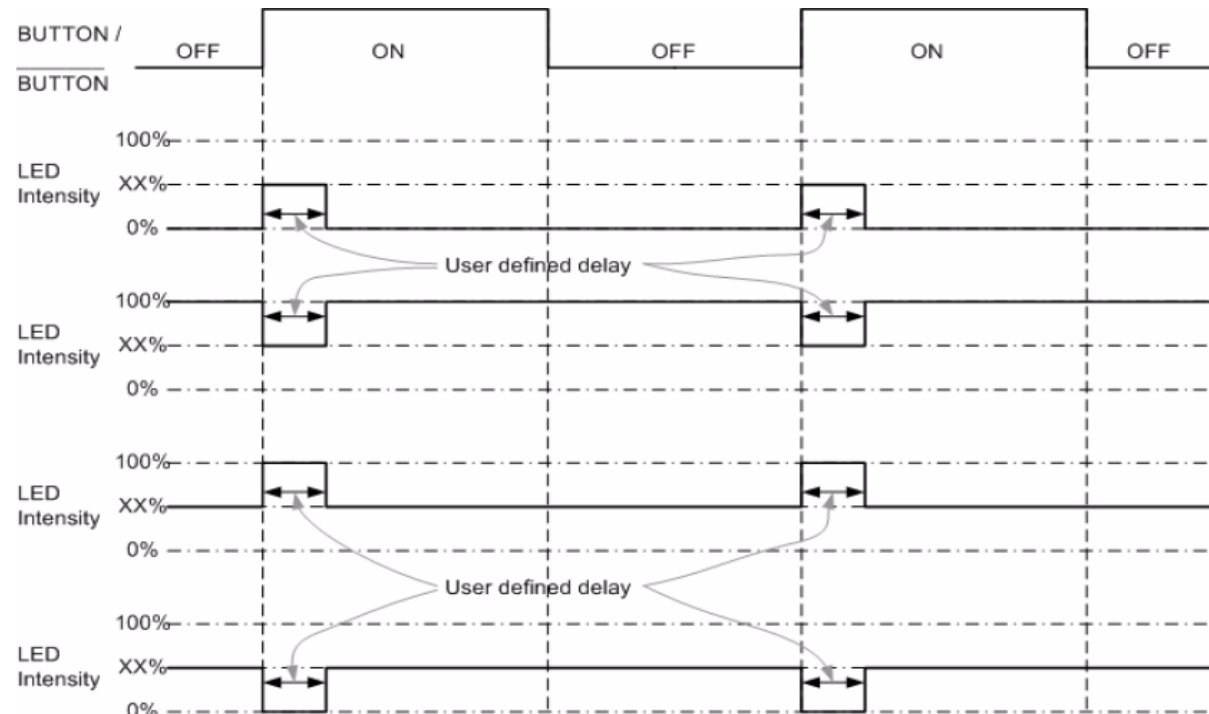 BUTTON /
BUTTON
OFF ON OFF ON OFF
100%
LED
Intensity
XX%
0%
User defined delay
100%
LED
Intensity
XX%
0%
100%
LED
Intensity
XX%
0%
User defined delay
100%
LED
Intensity
XX%
0%